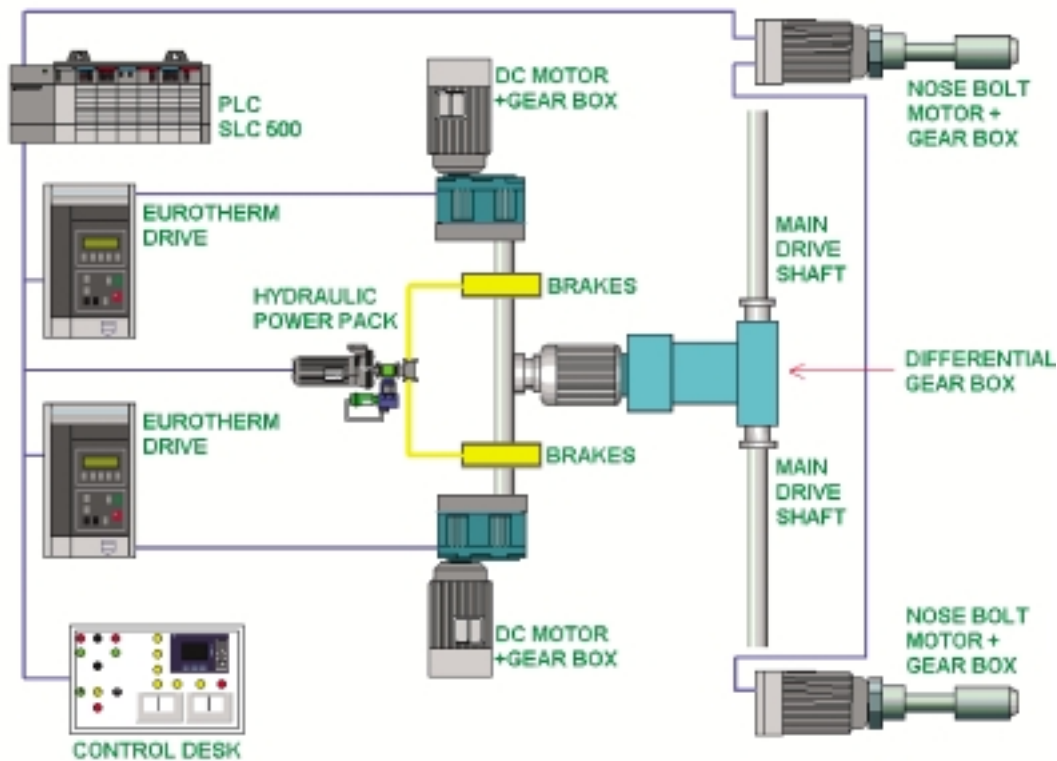 PLC
SLC 500
DC MOTOR
+GEAR BOX
NOSE BOLT
MOTOR +
GEAR BOX
EUROTHERM
DRIVE
MAIN
DRIVE
SHAFT
HYDRAULIC
POWER PACK
BRAKES
DIFFERENTIAL
GEAR BOX
EUROTHERM
DRIVE
BRAKES
MAIN
DRIVE
SHAFT
DC MOTOR
+GEAR BOX
NOSE BOLT
MOTOR +
GEAR BOX
CONTROL DESK